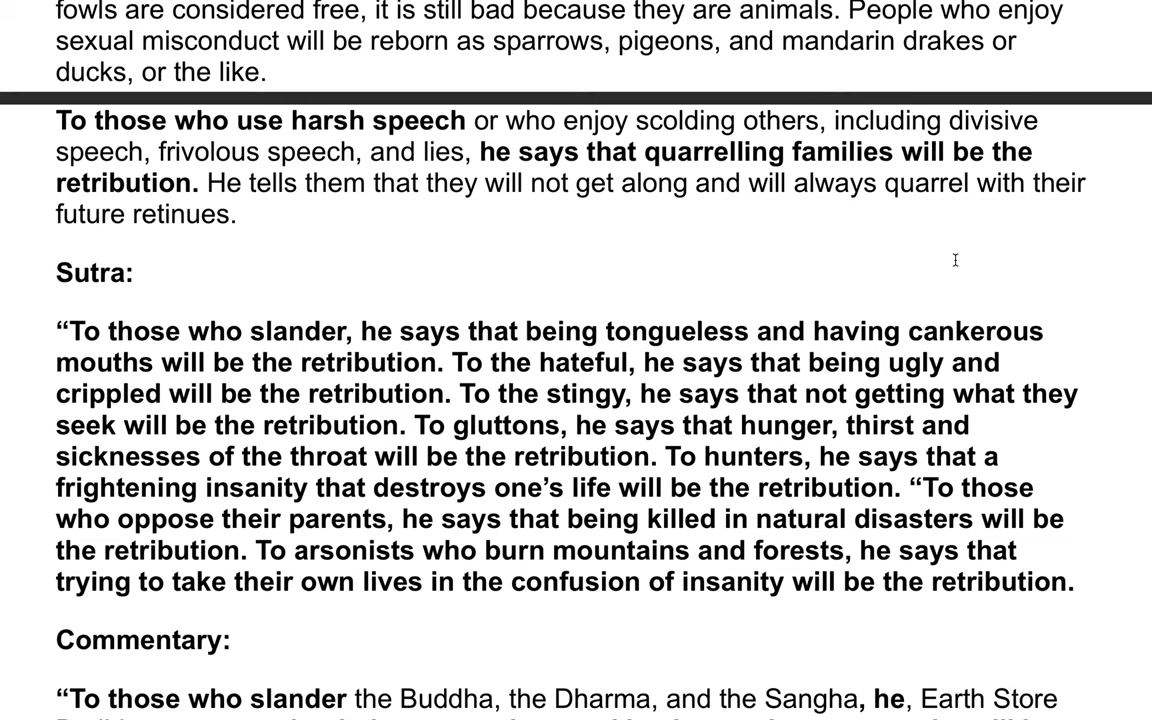 fowls are considered free, it is still bad because they are animals. People who enjoy
sexual misconduct will be reborn as sparrows, pigeons, and mandarin drakes or
ducks, or the like.
To those who use harsh speech or who enjoy scolding others, including divisive
speech, frivolous speech, and lies, he says that quarrelling families will be the
retribution. He tells them that they will not get along and will always quarrel with their
future retinues.
Sutra:
“To those who slander, he says that being tongueless and having cankerous
mouths will be the retribution. To the hateful, he says that being ugly and
crippled will be the retribution. To the stingy, he says that not getting what they
seek will be the retribution. To gluttons, he says that hunger, thirst and
sicknesses of the throat will be the retribution. To hunters, he says that a
frightening insanity that destroys one’s life will be the retribution. “To those
who oppose their parents, he says that being killed in natural disasters will be
the retribution. To arsonists who burn mountains and forests, he says that
trying to take their own lives in the confusion of insanity will be the retribution.
Commentary:
“To those who slander the Buddha, the Dharma, and the Sangha, he, Earth Store